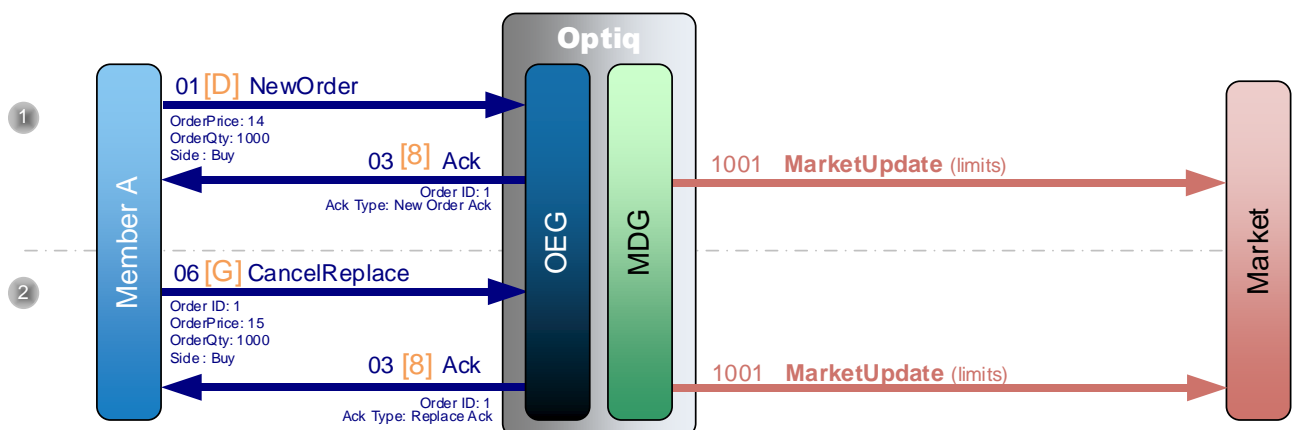 Optiq
1
Member A
01 [D] NewOrder
OrderPrice: 14
OrderQty: 1000
Side : Buy
03 [8] Ack
Order ID: 1
Ack Type: New Order Ack
OEG
MDG
1001 MarketUpdate (limits)
Market
2
06 [G] CancelReplace
Order ID: 1
OrderPrice: 15
OrderQty: 1000
Side : Buy
03 [8] Ack
Order ID: 1
Ack Type: Replace Ack
1001 MarketUpdate (limits)